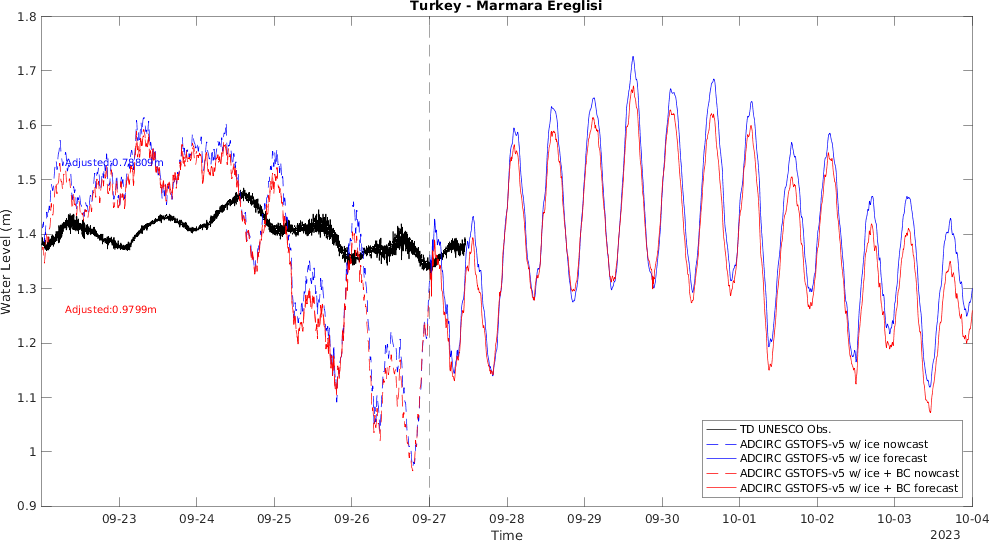 Turkey - Marmara Ereglisi
1.8
1.7
1.6
1.5
1.4
1.3
1.2
1.1
1
0.9
Water Level (m)
Adjusted:0.78809m
Adjusted:0.9799m
TD UNESCO Obs.
ADCIRC GSTOFS-v5 w/ ice nowcast
ADCIRC GSTOFS-v5 w/ ice forecast
ADCIRC GSTOFS-v5 w/ ice + BC nowcast
ADCIRC GSTOFS-v5 w/ ice + BC forecast
09-23 09-24 09-25 09-26 09-27 09-28 09-29 09-30 10-01 10-02 10-03 10-04
Time
2023